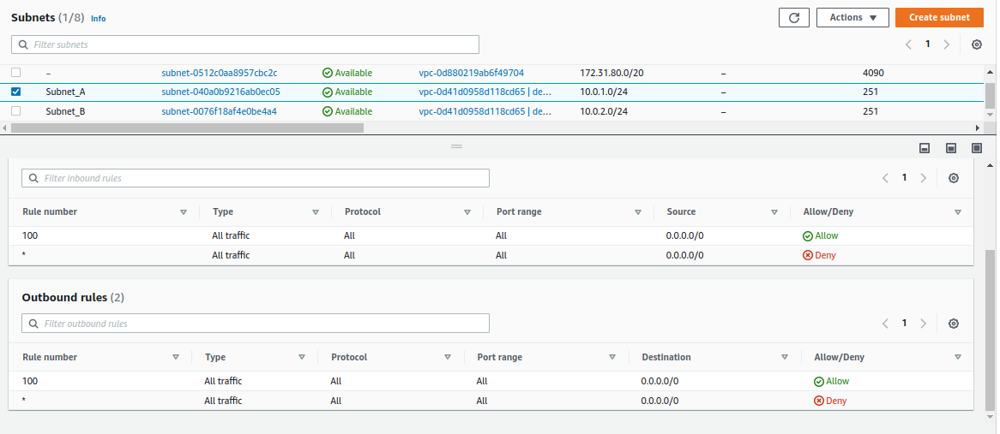 Subnets (1/8) Info
Actions
Create subnet
Filter subnets
1
– subnet-0512c0aa8957cbc2c Available vpc-0d880219ab6f49704 172.31.80.0/20 – 4090
Subnet_A subnet-040a0b9216ab0ec05 Available vpc-0d41d0958d118cd65 | de... 10.0.1.0/24 – 251
Subnet_B subnet-0076f18af4e0be4a4 Available vpc-0d41d0958d118cd65 | de... 10.0.2.0/24 – 251
Filter inbound rules
1
Rule number Type Protocol Port range Source Allow/Deny
100 All traffic All All 0.0.0.0/0 Allow
* All traffic All All 0.0.0.0/0 Deny
Outbound rules (2)
Filter outbound rules
1
Rule number Type Protocol Port range Destination Allow/Deny
100 All traffic All All 0.0.0.0/0 Allow
* All traffic All All 0.0.0.0/0 Deny